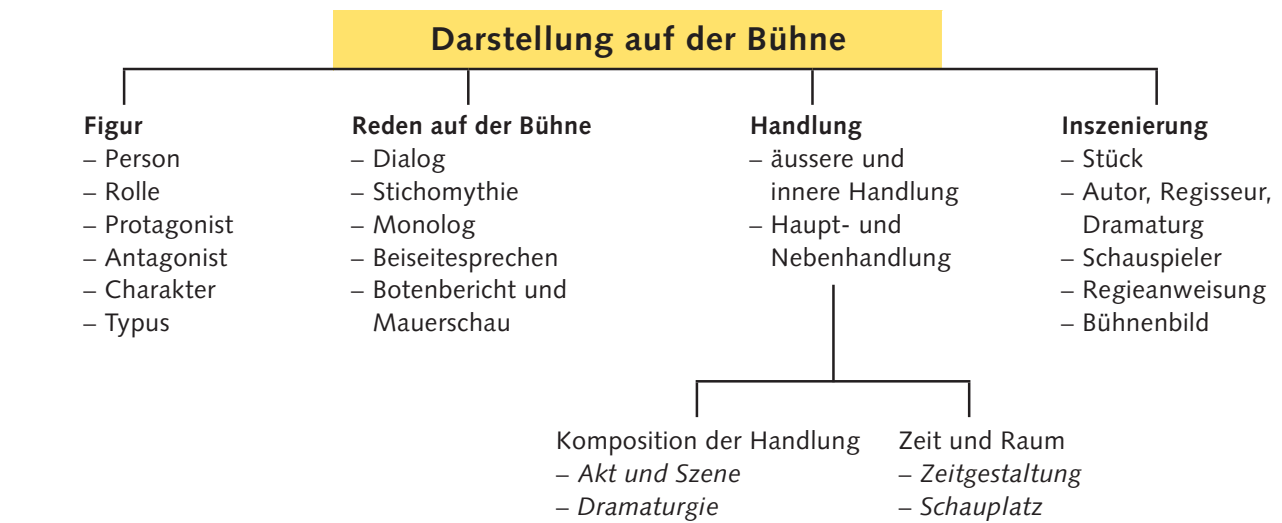 Darstellung auf der Bühne
Figur
– Person
– Rolle
– Protagonist
– Antagonist
– Charakter
– Typus
Reden auf der Bühne
– Dialog
– Stichomythie
– Monolog
– Beiseitesprechen
– Botenbericht und
Mauerschau
Handlung
– äussere und
innere Handlung
– Haupt- und
Nebenhandlung
Inszenierung
– Stück
– Autor, Regisseur,
Dramaturg
– Schauspieler
– Regieanweisung
– Bühnenbild
Komposition der Handlung
– Akt und Szene
– Dramaturgie
Zeit und Raum
– Zeitgestaltung
– Schauplatz